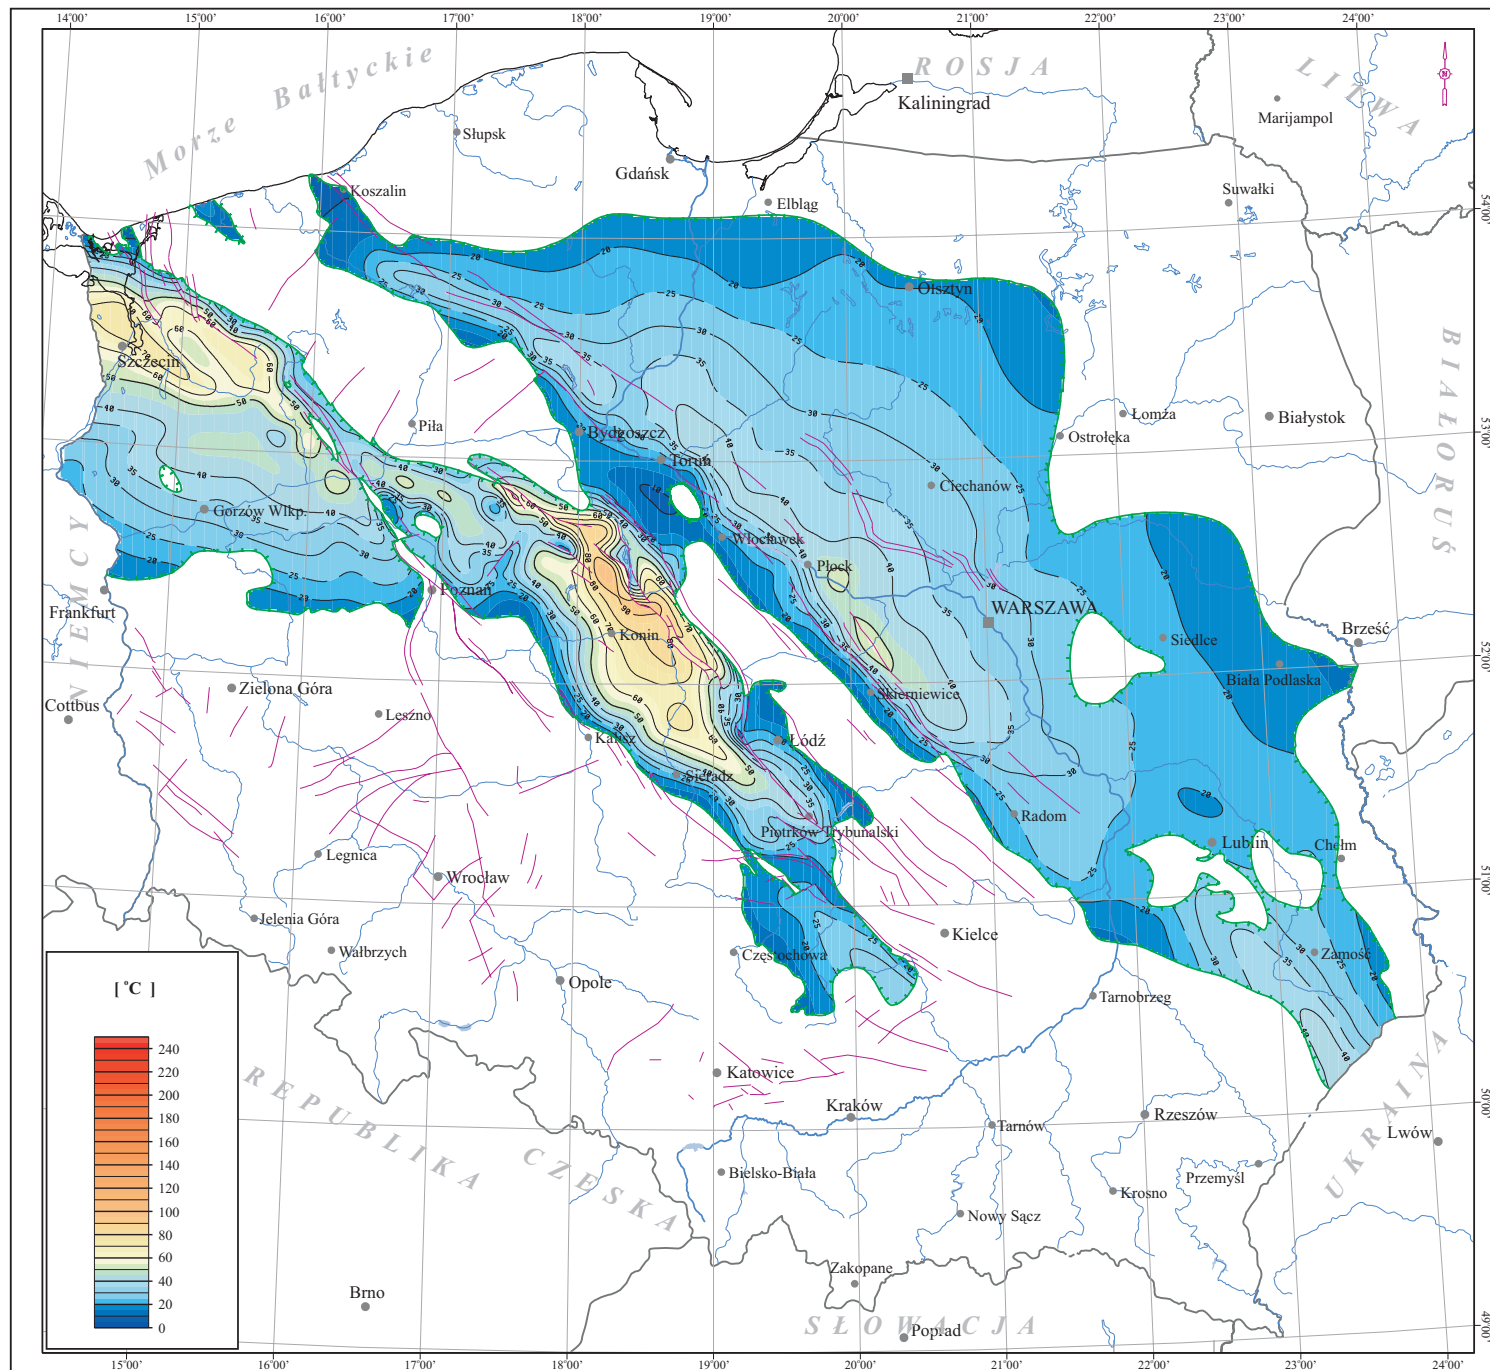 14°00' 15°00' 16°00' 17°00' 18°00' 19°00' 20°00' 21°00' 22°00' 23°00' 24°00'
Morze Bałtyckie
ROSJA
LITWA
N
Kaliningrad
Marijampol
Słupsk
Gdańsk
Koszalin
Elbląg
Suwałki
54°00'
Olsztyn
Szczecin
BIAŁORUŚ
Piła
Bydgoszcz
Toruń
Łomża
Białystok
Ostrołęka
53°00'
Ciechanów
Gorzów Wlkp.
Włocławek
Płock
NIEMCY
Frankfurt
Poznań
WARSZAWA
Konin
Siedlce
Brześć
52°00'
Biała Podlaska
Zielona Góra
Cottbus
Leszno
Skierniewice
Kalisz
Łódź
Sieradz
Radom
Piotrków Trybunalski
Lublin
Chełm
Legnica
Wrocław
51°00'
Jelenia Góra
Wałbrzych
Kielce
Częstochowa
Zamość
Opole
Tarnobrzeg
[ °C ]
240
220
200
180
160
140
120
100
80
60
40
20
0
REPUBLIKA CZESKA
Katowice
Kraków
Tarnów
Rzeszów
50°00'
Lwów
UKRAINA
Bielsko-Biała
Przemyśl
Krosno
Nowy Sącz
Zakopane
Brno
SŁOWACJA
Poprad
49°00'
15°00' 16°00' 17°00' 18°00' 19°00' 20°00' 21°00' 22°00' 23°00' 24°00'